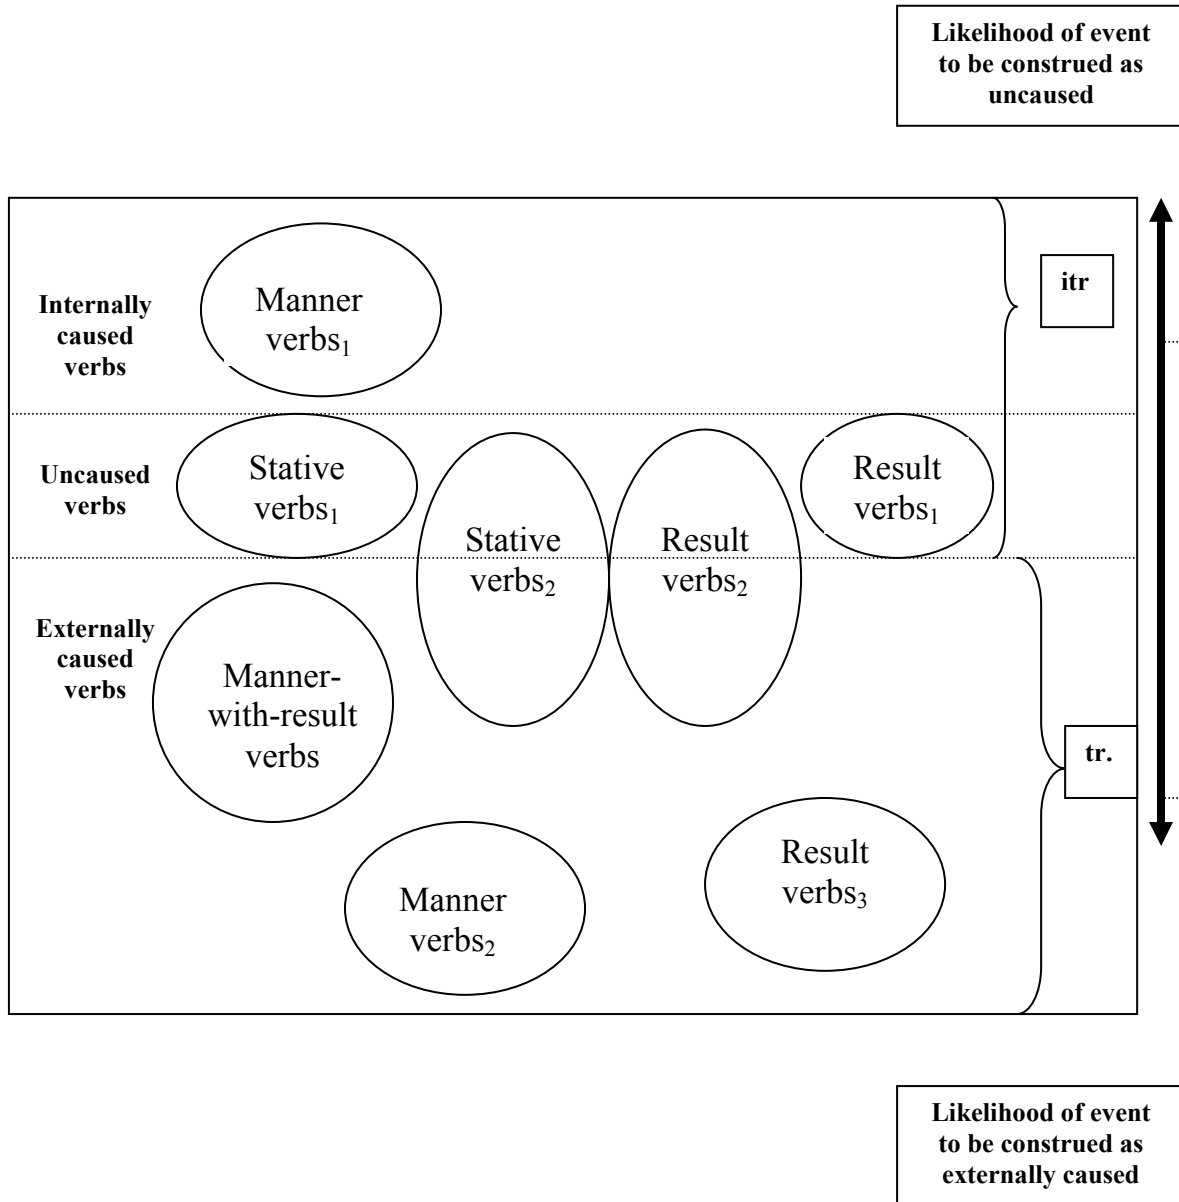 Likelihood of event
to be construed as
uncaused
itr
Internally
caused
verbs
Manner
verbs₁
Uncaused
verbs
Stative
verbs₁
Stative
verbs₂
Result
verbs₂
Result
verbs₁
Externally
caused
verbs
Manner-
with-result
verbs
tr.
Manner
verbs₂
Result
verbs₃
Likelihood of event
to be construed as
externally caused